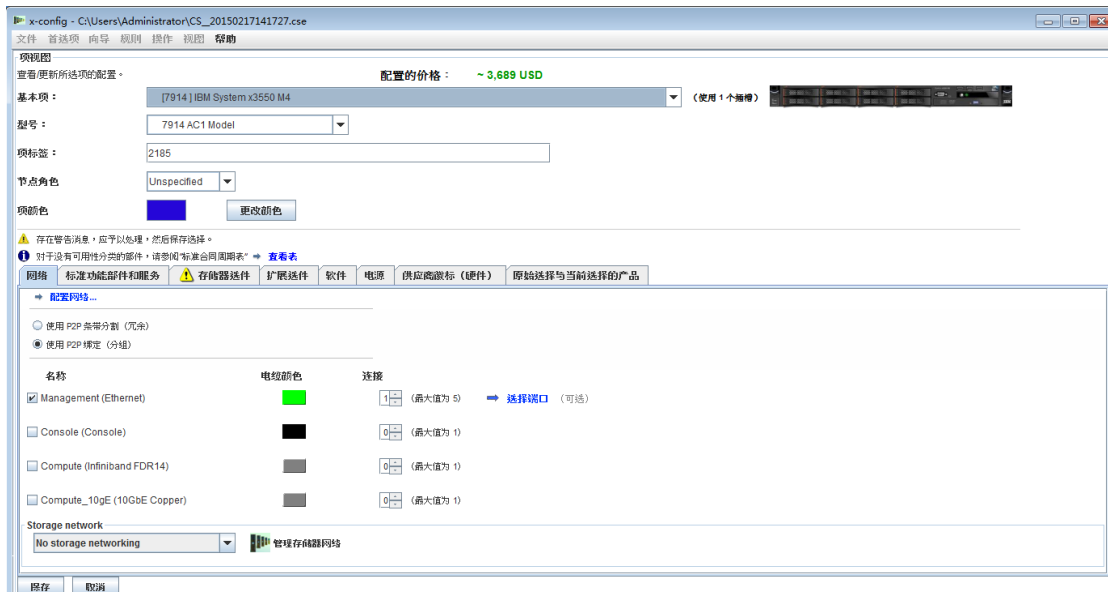 x-config - C:\Users\Administrator\CS__20150217141727.cse
文件 首选项 向导 规则 操作 视图 帮助
项视图
查看/更新所选项的配置。 配置的价格： ~ 3,689 USD
基本项： [7914 ] IBM System x3550 M4 （使用 1 个插槽）
型号： 7914 AC1 Model
项标签： 2185
节点角色 Unspecified
项颜色 更改颜色
存在警告消息，应予以处理，然后保存选择。
对于没有可用性分类的部件，请参阅“标准合同周期表” 查看表
网络 标准功能部件和服务 存储器选件 扩展选件 软件 电源 供应商徽标（硬件） 原始选择与当前选择的产品
配置网络...
使用 P2P 条带分割（冗余）
使用 P2P 绑定（分组）
名称 电缆颜色 连接
Management (Ethernet) 1 （最大值为 5） 选择端口 （可选）
Console (Console) 0 （最大值为 1）
Compute (Infiniband FDR14) 0 （最大值为 1）
Compute_10gE (10GbE Copper) 0 （最大值为 1）
Storage network
No storage networking 管理存储器网络
保存 取消